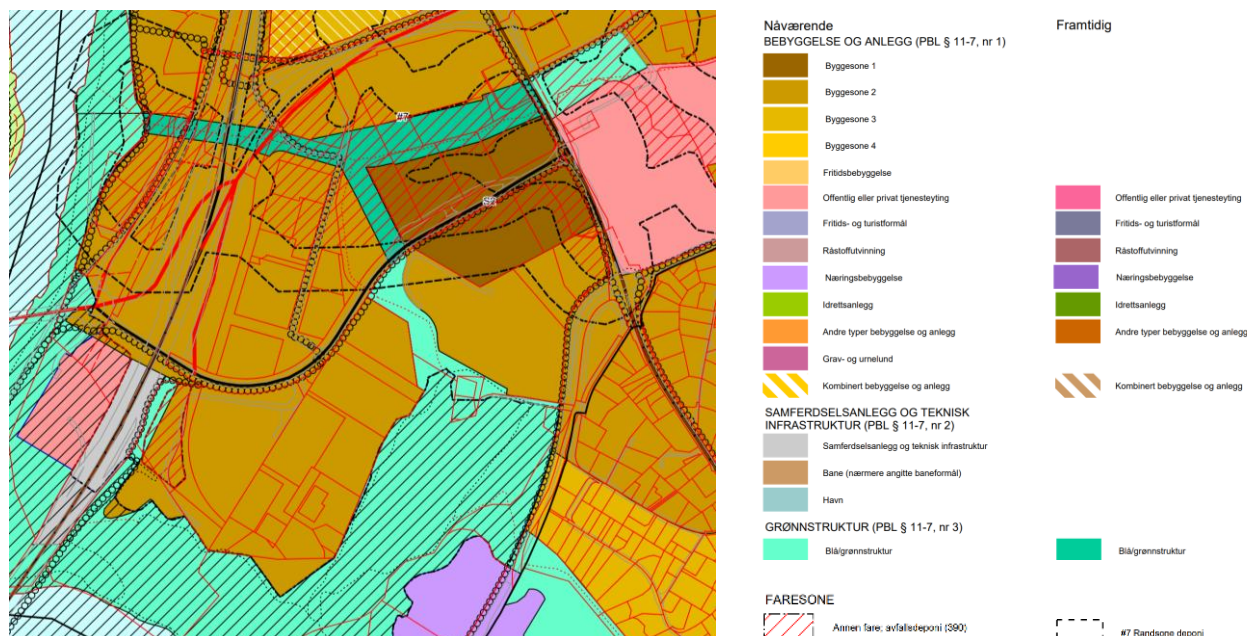 #7
S2
Nåværende
Framtidig
BEBYGGELSE OG ANLEGG (PBL § 11-7, nr 1)
Byggesone 1
Byggesone 2
Byggesone 3
Byggesone 4
Fritidsbebyggelse
Offentlig eller privat tjenesteyting
Offentlig eller privat tjenesteyting
Fritids- og turistformål
Fritids- og turistformål
Råstoffutvinning
Råstoffutvinning
Næringsbebyggelse
Næringsbebyggelse
Idrettsanlegg
Idrettsanlegg
Andre typer bebyggelse og anlegg
Andre typer bebyggelse og anlegg
Grav- og urnelund
Kombinert bebyggelse og anlegg
Kombinert bebyggelse og anlegg
SAMFERDSELSANLEGG OG TEKNISK
INFRASTRUKTUR (PBL § 11-7, nr 2)
Samferdselsanlegg og teknisk infrastruktur
Bane (nærmere angitte baneformål)
Havn
GRØNNSTRUKTUR (PBL § 11-7, nr 3)
Blå/grønnstruktur
Blå/grønnstruktur
FARESONE
Annen fare; avfallsdeponi (390)
#7 Randsone deponi